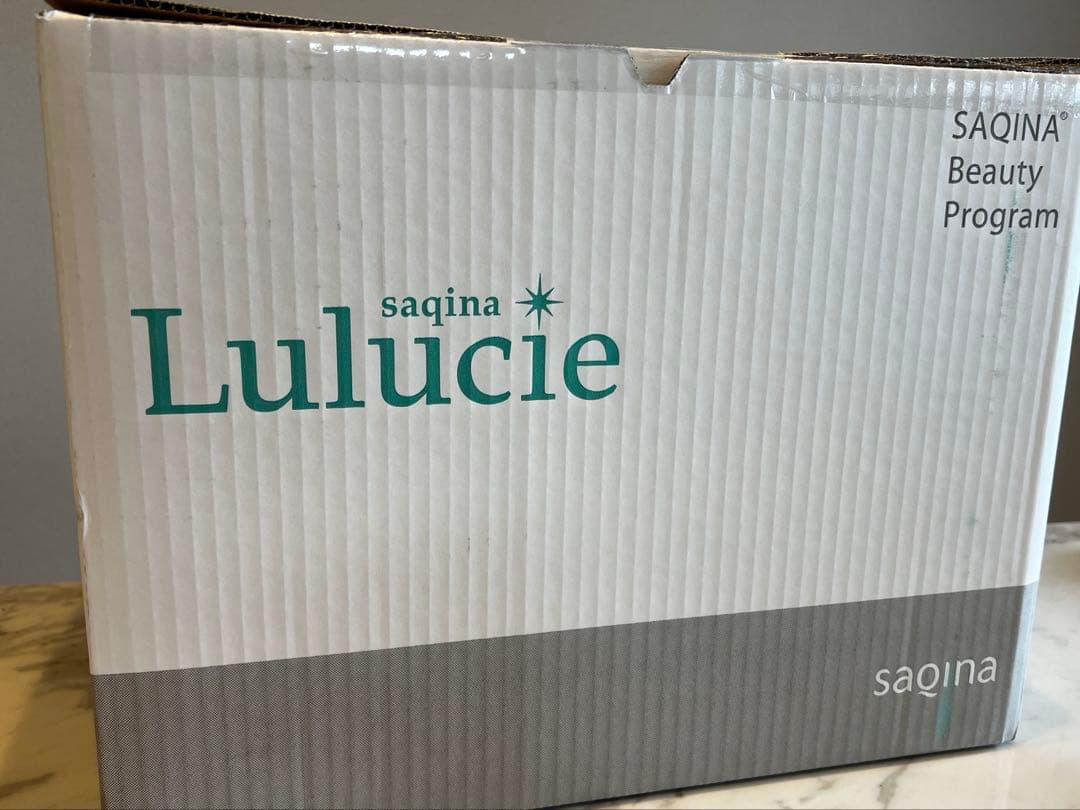 SAQINA®
Beauty
Program
saqina
Lulucie
saqina